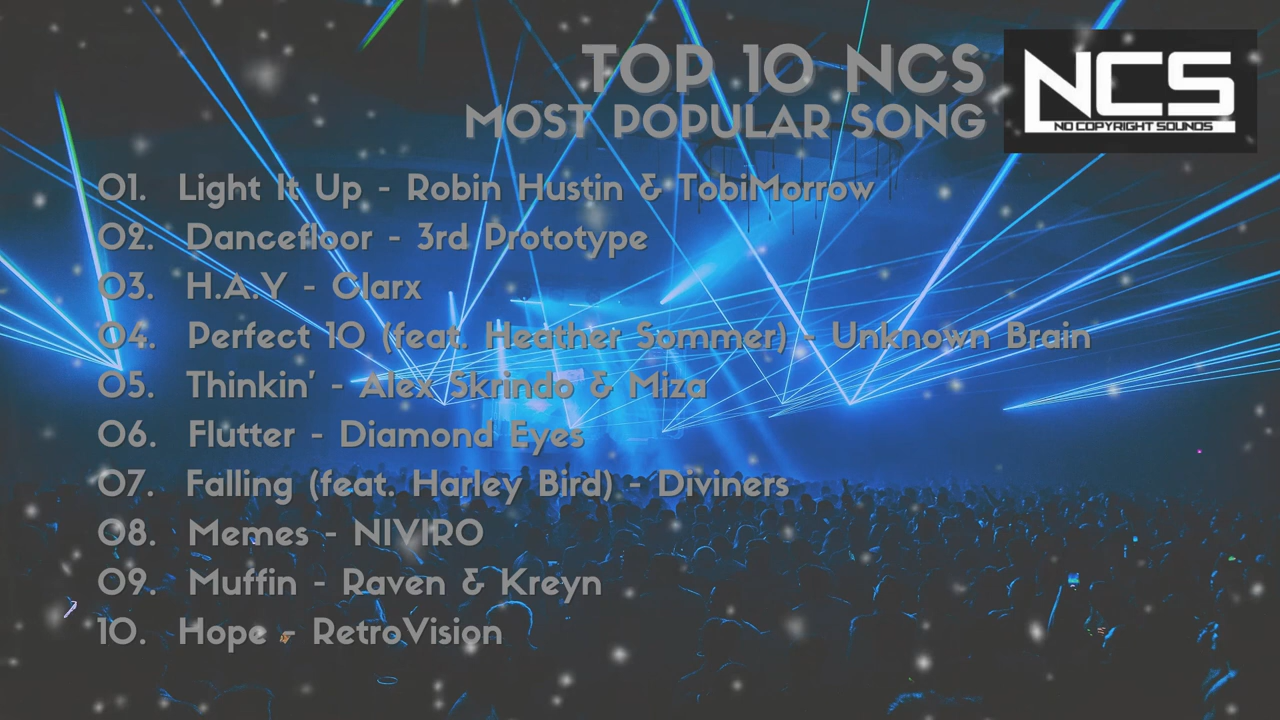 TOP 10 NCS
MOST POPULAR SONG
NCS
NO COPYRIGHT SOUNDS
01. Light It Up - Robin Hustin & TobiMorrow
02. Dancefloor - 3rd Prototype
03. H.A.Y - Clarx
04. Perfect 10 (feat. Heather Sommer) - Unknown Brain
05. Thinkin' - Alex Skrindo & Miza
06. Flutter - Diamond Eyes
07. Falling (feat. Harley Bird) - Diviners
08. Memes - NIVIRO
09. Muffin - Raven & Kreyn
10. Hope - RetroVision